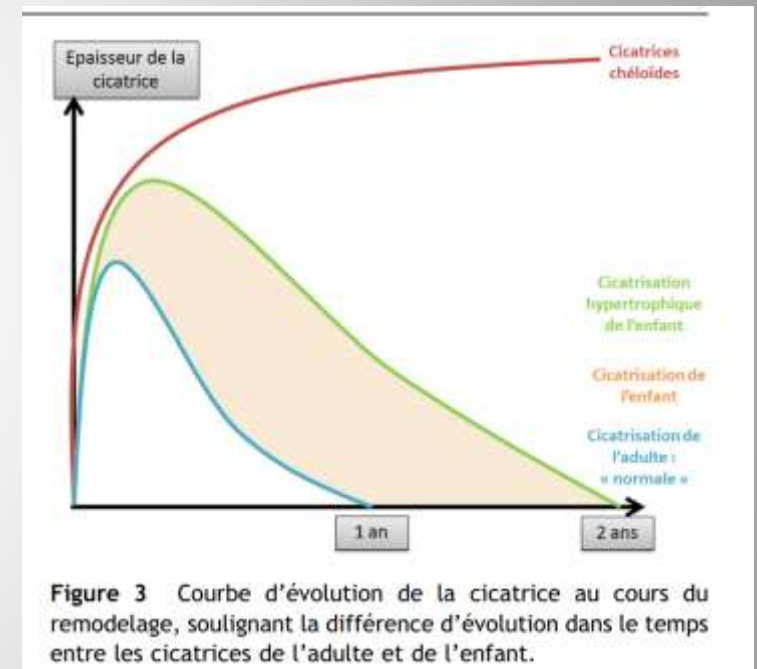 Epaisseur de la
cicatrice
Cicatrices
chéloïdes
Cicatrisation
hypertrophique
de l'enfant
Cicatrisation de
l'enfant
Cicatrisation de
l'adulte :
« normale »
1 an
2 ans
Figure 3 Courbe d'évolution de la cicatrice au cours du
remodelage, soulignant la différence d'évolution dans le temps
entre les cicatrices de l'adulte et de l'enfant.